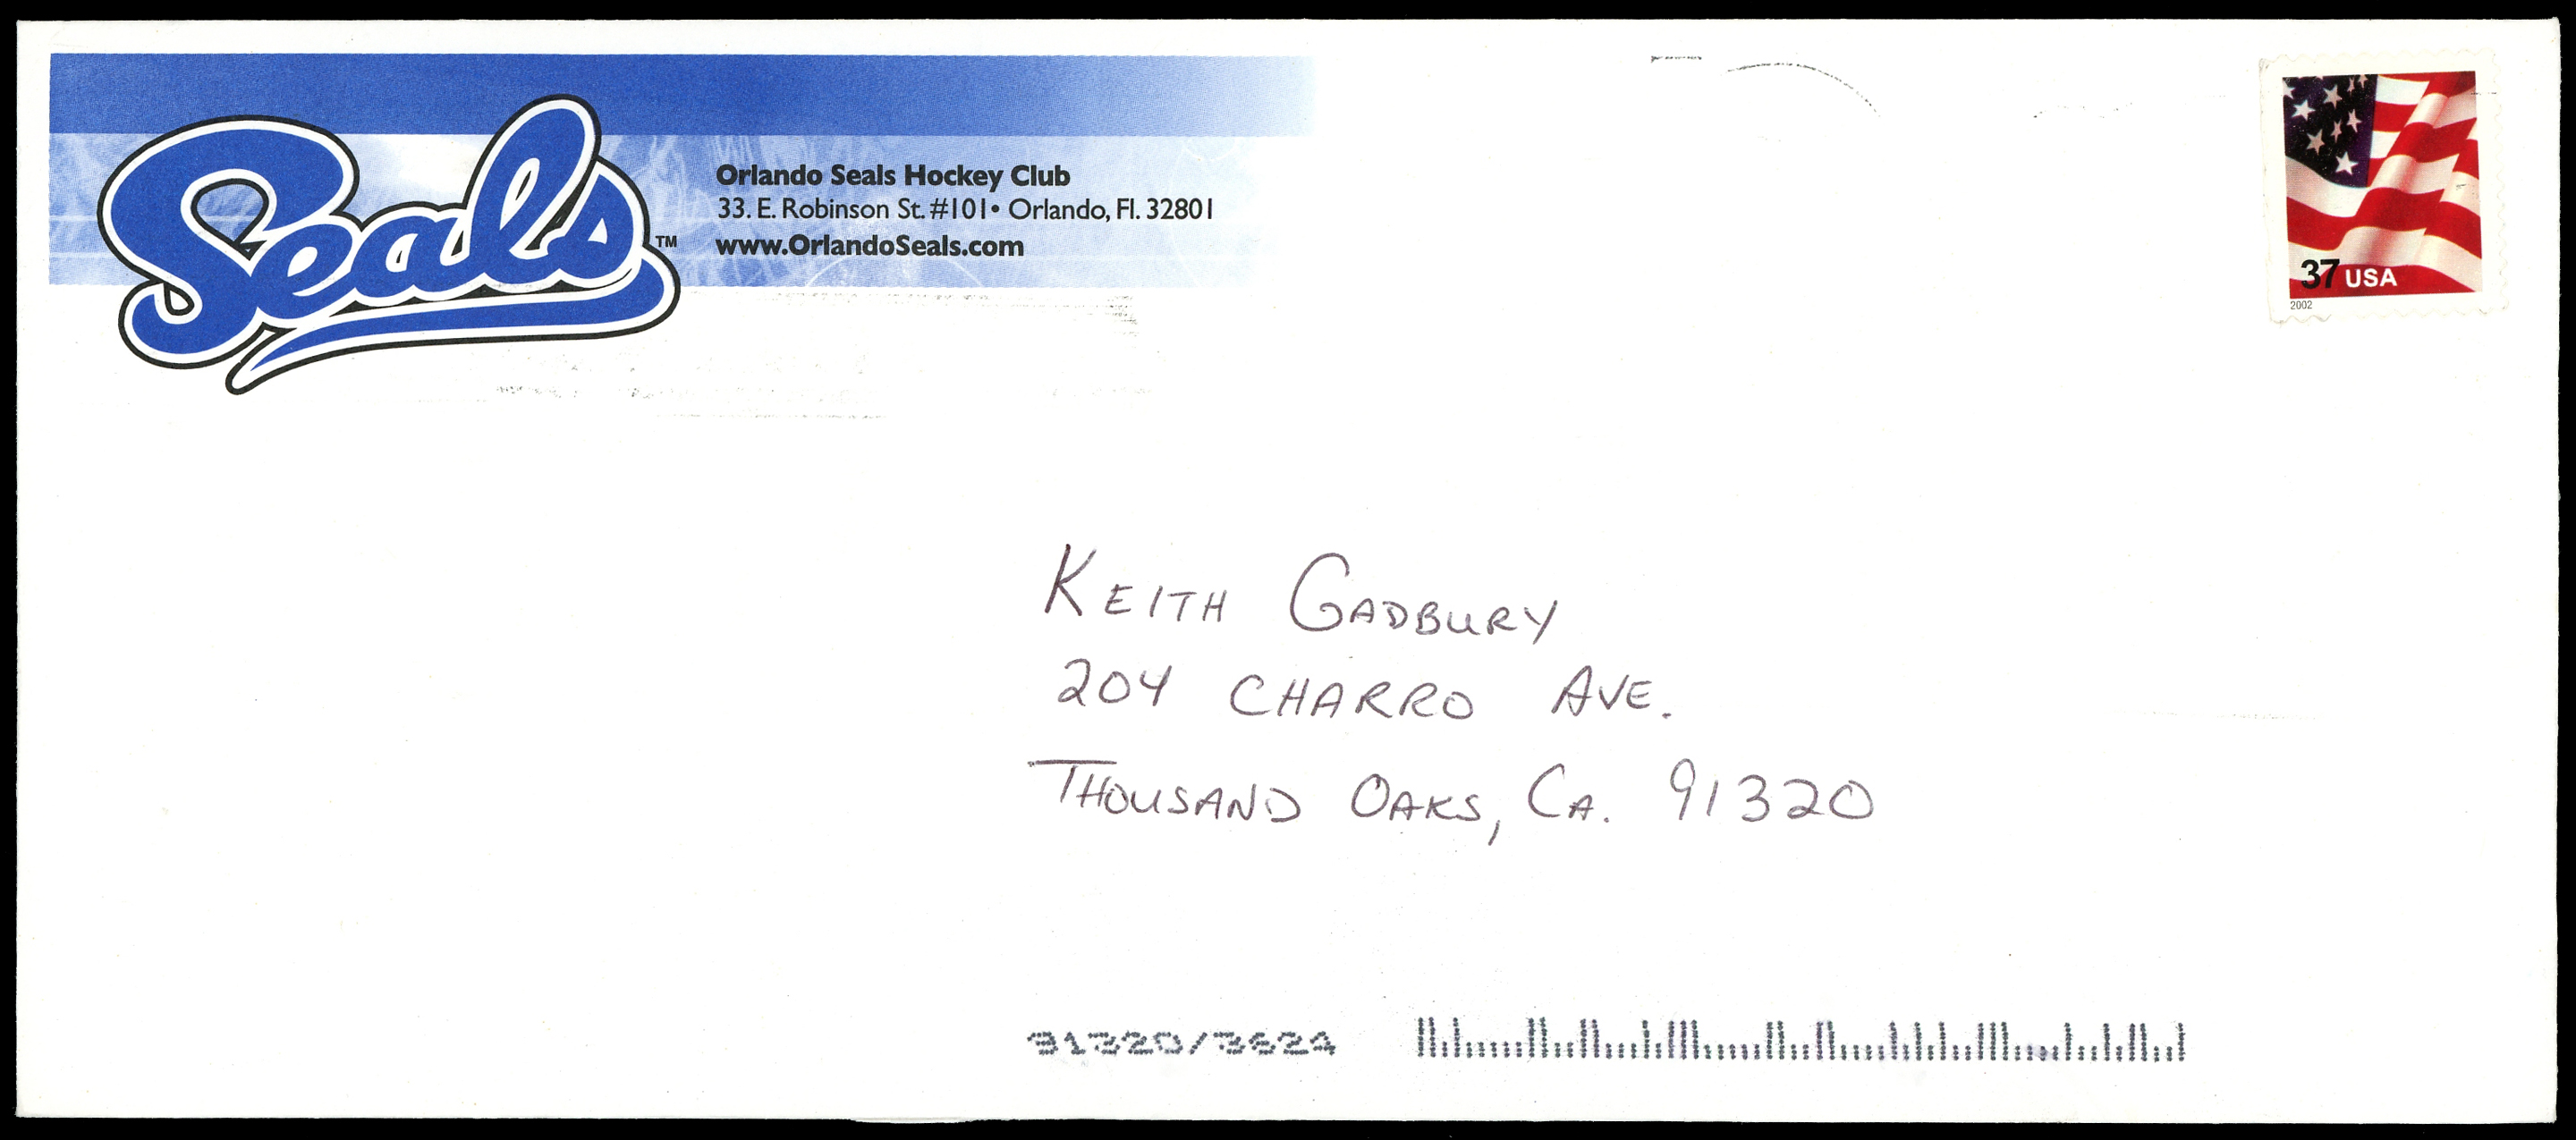 Seals™
Orlando Seals Hockey Club
33. E. Robinson St. #101• Orlando, Fl. 32801
www.OrlandoSeals.com
37 USA
2002
KEITH GADBURY
204 CHARRO AVE.
THOUSAND OAKS, CA. 91320
91320/3624